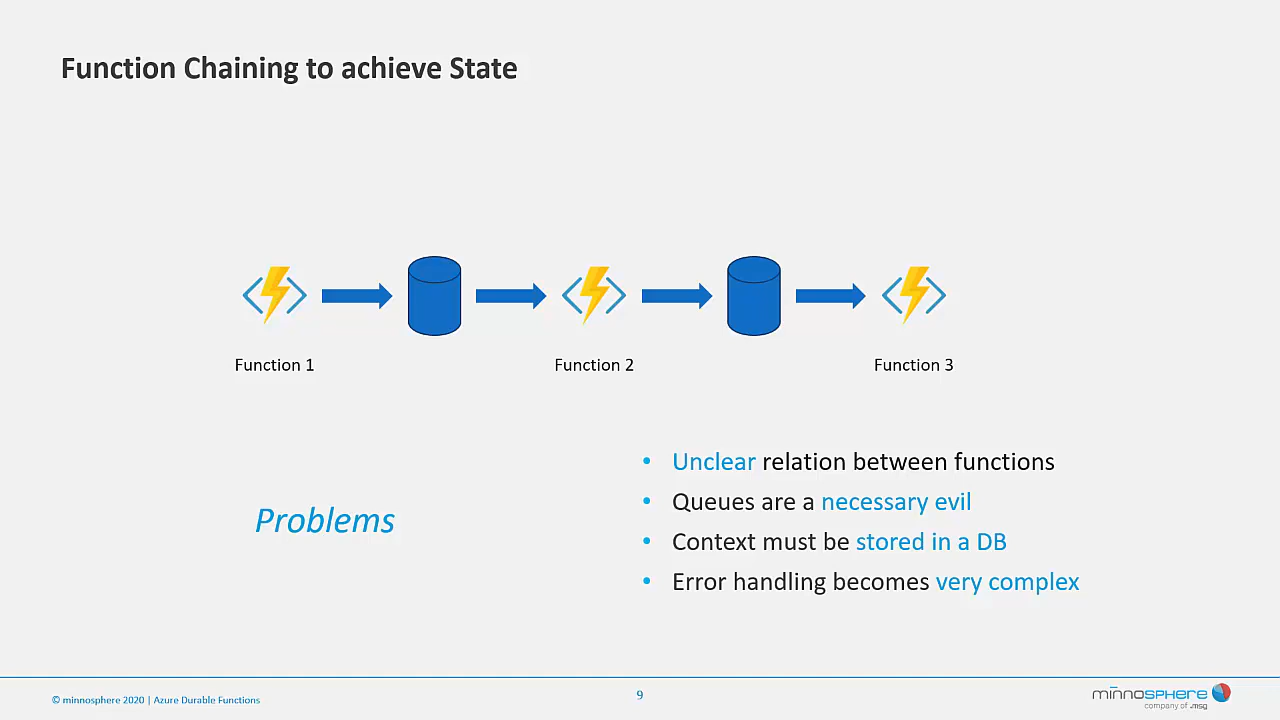 Function Chaining to achieve State
Function 1
Function 2
Function 3
Problems
• Unclear relation between functions
• Queues are a necessary evil
• Context must be stored in a DB
• Error handling becomes very complex
© minnosphere 2020 | Azure Durable Functions
9
minnosphere
company of .msg